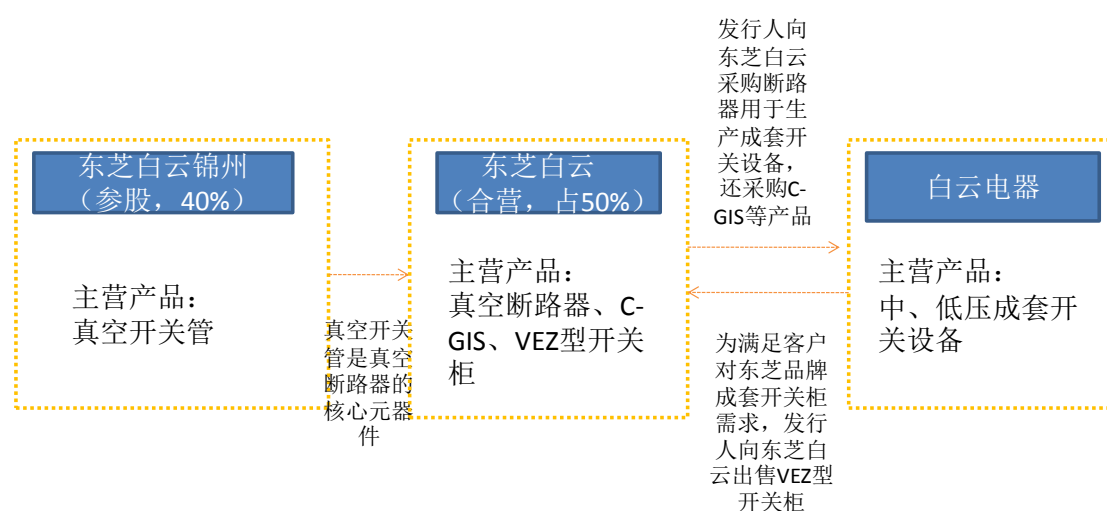 东芝白云锦州
（参股，40%）
主营产品：
真空开关管
真空开关
管是真空
断路器的
核心元器
件
东芝白云
（合营，占50%）
主营产品：
真空断路器、C-
GIS、VEZ型开关
柜
发行人向
东芝白云
采购断路
器用于生
产成套开
关设备，
还采购C-
GIS等产品
为满足客户
对东芝品牌
成套开关柜
需求，发行
人向东芝白
云出售VEZ型
开关柜
白云电器
主营产品：
中、低压成套开
关设备